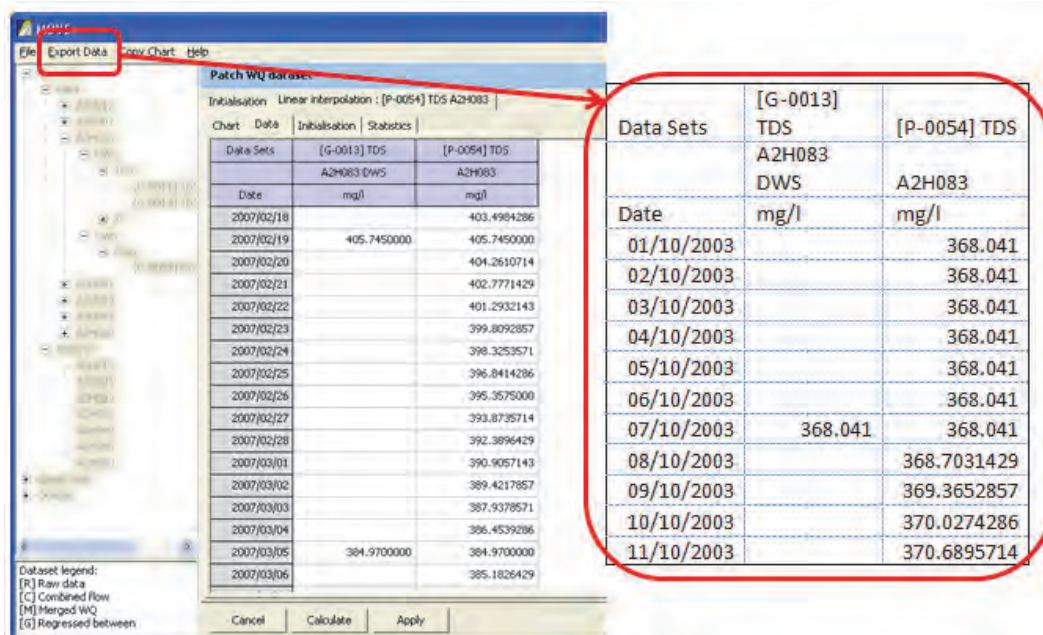 MOVE
File Export Data Copy Chart Help
Patch WQ dataset
Initialisation Linear interpolation : [P-0054] TDS A2H083
Chart Data Initialisation Statistics
Data Sets [G-0013] TDS [P-0054] TDS
A2H083 DWS A2H083
Date mg/l mg/l
2007/02/18 403.4984286
2007/02/19 405.7450000 405.7450000
2007/02/20 404.2610714
2007/02/21 402.7771429
2007/02/22 401.2932143
2007/02/23 399.8092857
2007/02/24 398.3253571
2007/02/25 396.8414286
2007/02/26 395.3575000
2007/02/27 393.8735714
2007/02/28 392.3896429
2007/03/01 390.9057143
2007/03/02 389.4217857
2007/03/03 387.9378571
2007/03/04 386.4539286
2007/03/05 384.9700000 384.9700000
2007/03/06 385.1826429
Dataset legend:
[R] Raw data
[C] Combined flow
[M] Merged WQ
[G] Regressed between
Cancel Calculate Apply
[G-0013]
Data Sets TDS [P-0054] TDS
A2H083
DWS A2H083
Date mg/l mg/l
01/10/2003 368.041
02/10/2003 368.041
03/10/2003 368.041
04/10/2003 368.041
05/10/2003 368.041
06/10/2003 368.041
07/10/2003 368.041 368.041
08/10/2003 368.7031429
09/10/2003 369.3652857
10/10/2003 370.0274286
11/10/2003 370.6895714